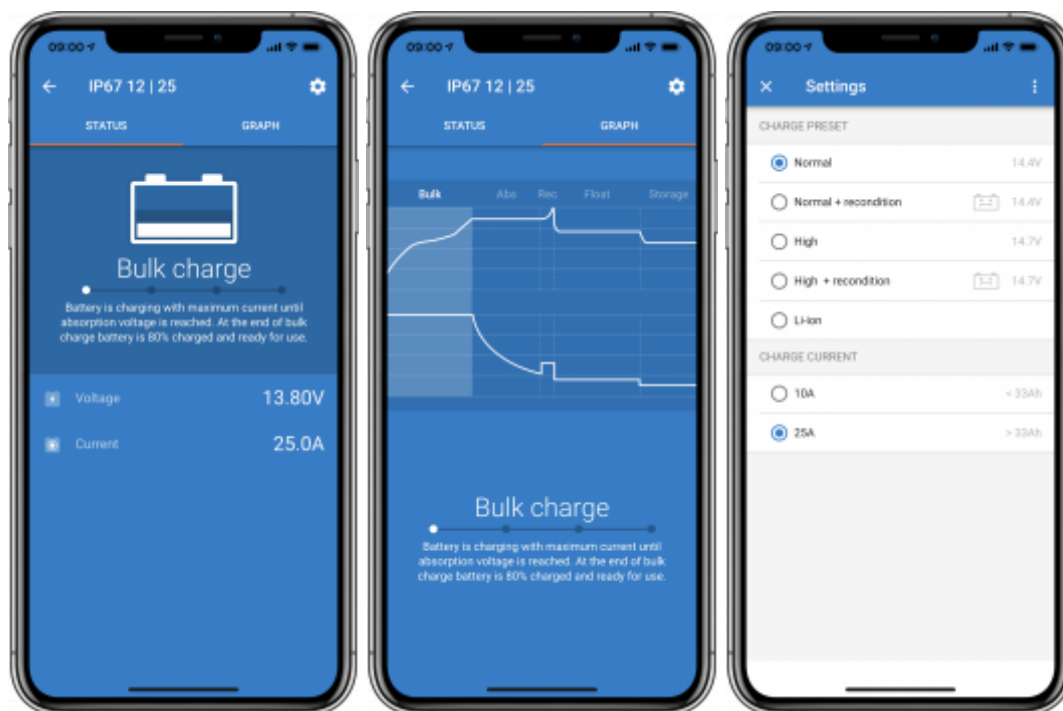 09:00
IP67 12 | 25
STATUS GRAPH
Bulk charge
Battery is charging with maximum current until
absorption voltage is reached. At the end of bulk
charge battery is 80% charged and ready for use.
Voltage 13.80V
Current 25.0A
09:00
IP67 12 | 25
STATUS GRAPH
Bulk Abs Rec Float Storage
Bulk charge
Battery is charging with maximum current until
absorption voltage is reached. At the end of bulk
charge battery is 80% charged and ready for use.
09:00
Settings
CHARGE PRESET
Normal 14.4V
Normal + recondition 14.4V
High 14.7V
High + recondition 14.7V
Li-ion
CHARGE CURRENT
10A < 33Ah
25A > 33Ah